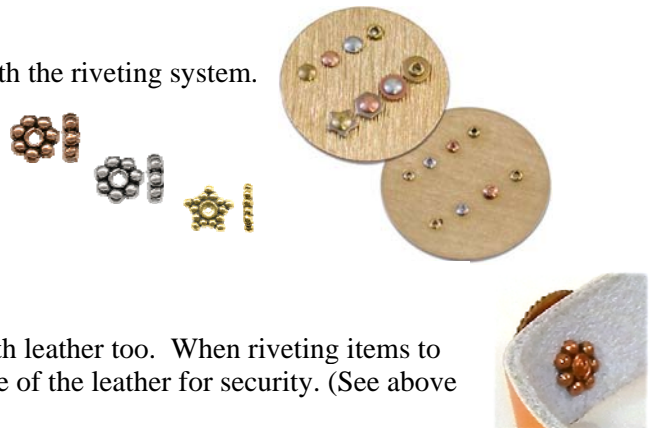 th the riveting system.
th leather too. When riveting items to
e of the leather for security. (See above